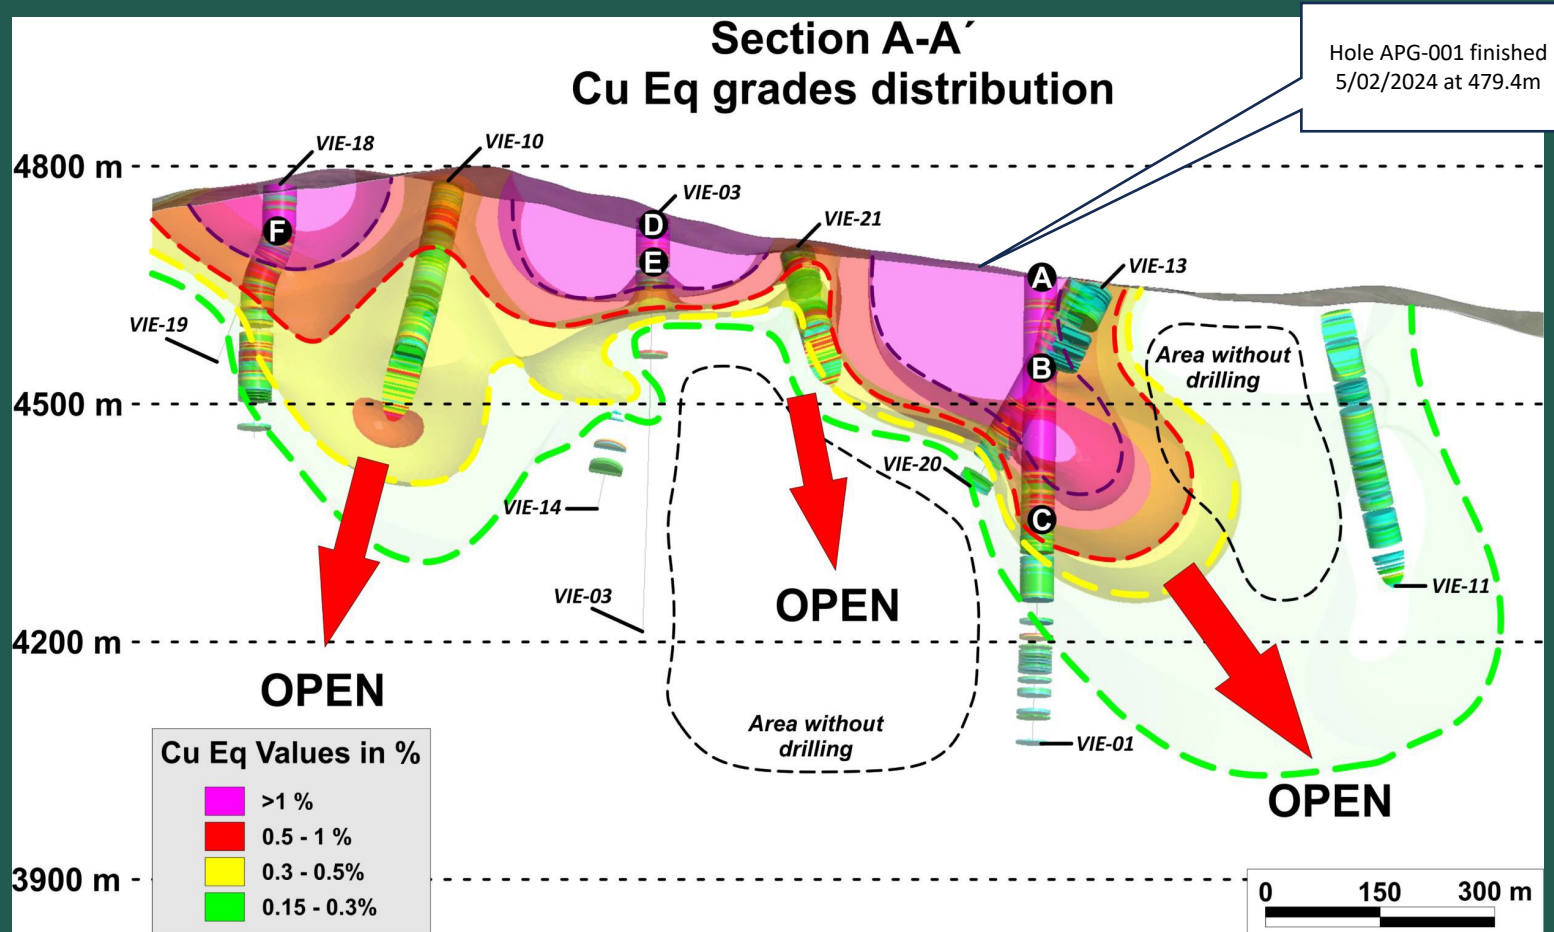 Section A-A´
Cu Eq grades distribution
Hole APG-001 finished
5/02/2024 at 479.4m
VIE-18
VIE-10
4800 m
VIE-03
D
VIE-21
F
E
A
VIE-13
VIE-19
B
Area without
drilling
4500 m
VIE-20
VIE-14
C
VIE-03
OPEN
VIE-11
4200 m
OPEN
Area without
drilling
VIE-01
Cu Eq Values in %
>1 %
0.5 - 1 %
0.3 - 0.5%
0.15 - 0.3%
OPEN
3900 m
0 150 300 m